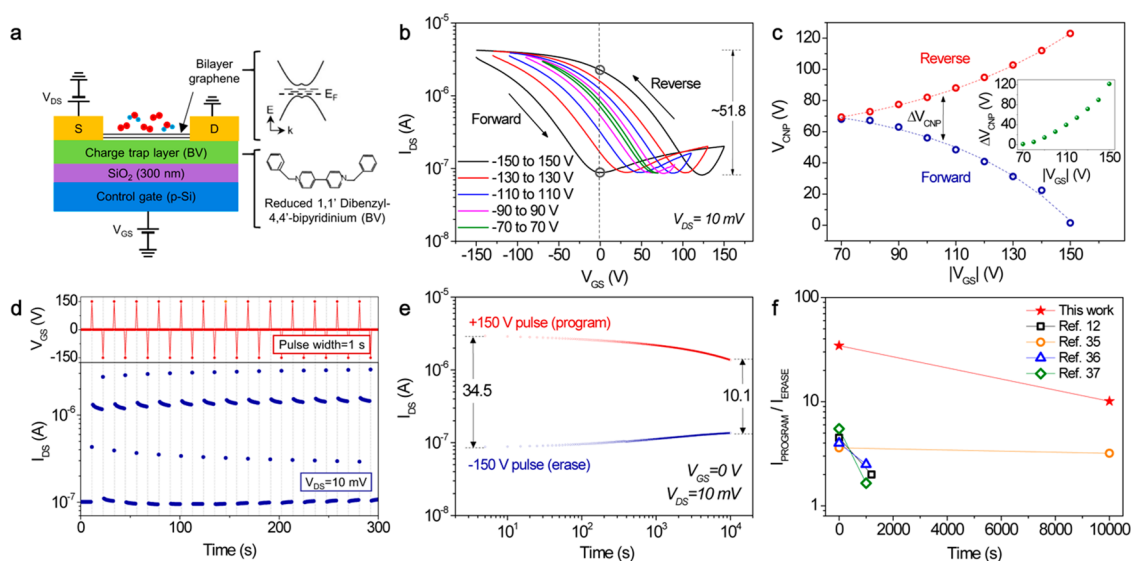 a
Bilayer
graphene
E
k
E_F
V_DS
S
D
Charge trap layer (BV)
SiO₂ (300 nm)
Control gate (p-Si)
V_GS
N
N
Reduced 1,1' Dibenzyl-
4,4'-bipyridinium (BV)
b
10⁻⁵
10⁻⁶
10⁻⁷
10⁻⁸
I_DS (A)
Forward
Reverse
~51.8
-150 to 150 V
-130 to 130 V
-110 to 110 V
-90 to 90 V
-70 to 70 V
V_DS= 10 mV
-150 -100 -50 0 50 100 150
V_GS (V)
c
140
120
100
80
60
40
20
0
V_CNP (V)
Reverse
ΔV_CNP
Forward
120
80
40
0
ΔV_CNP (V)
70 110 150
|V_GS| (V)
70 80 90 100 110 120 130 140 150
|V_GS| (V)
d
150
0
-150
V_GS (V)
Pulse width=1 s
10⁻⁶
10⁻⁷
I_DS (A)
V_DS=10 mV
0 50 100 150 200 250 300
Time (s)
e
10⁻⁵
10⁻⁶
10⁻⁷
10⁻⁸
I_DS (A)
+150 V pulse (program)
34.5
10.1
-150 V pulse (erase)
V_GS=0 V
V_DS=10 mV
10¹ 10² 10³ 10⁴
Time (s)
f
100
10
1
I_PROGRAM / I_ERASE
This work
Ref. 12
Ref. 35
Ref. 36
Ref. 37
0 2000 4000 6000 8000 10000
Time (s)